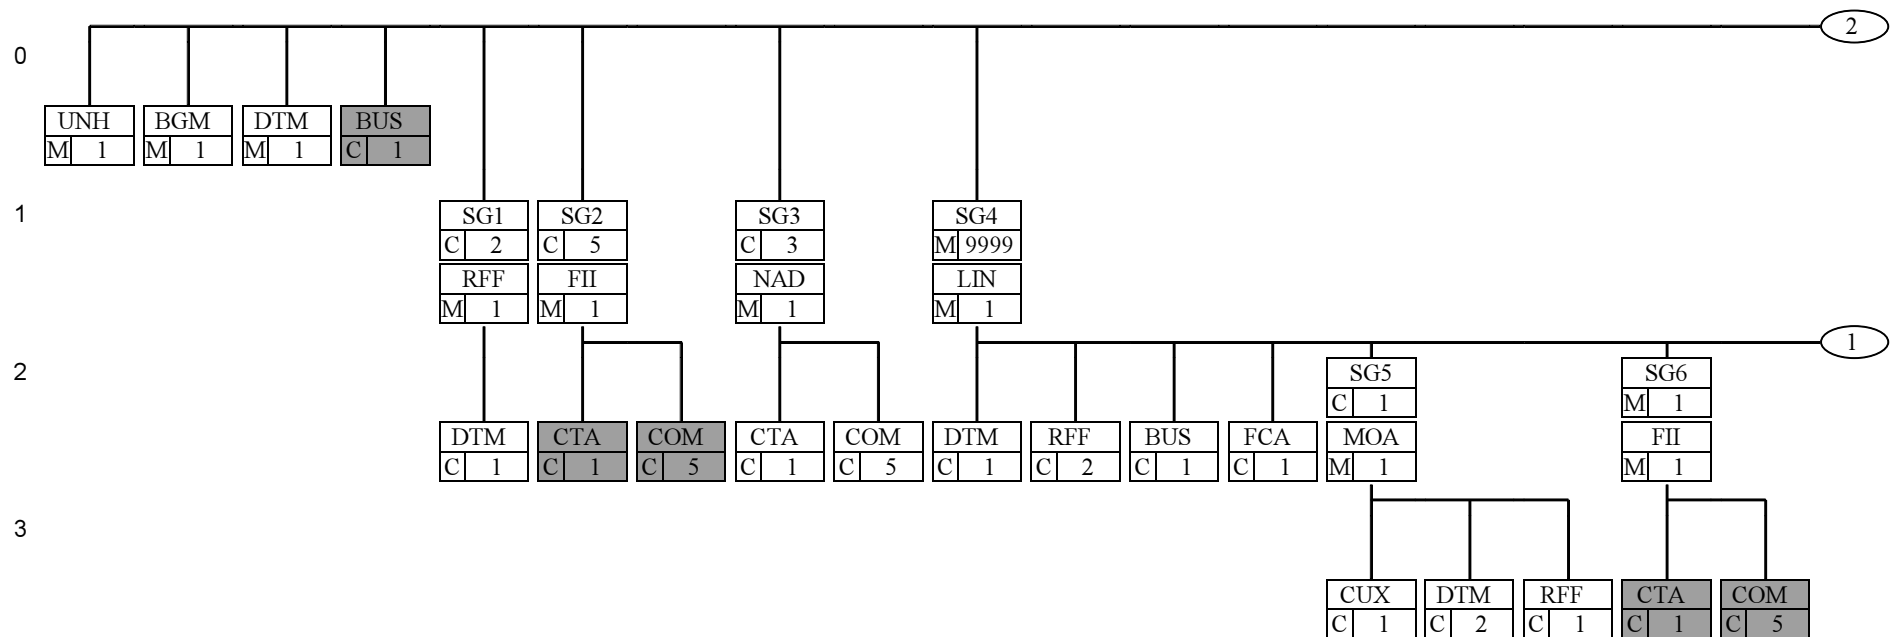 2
0
UNH BGM DTM BUS
M 1 M 1 M 1 C 1
1
SG1 SG2 SG3 SG4
C 2 C 5 C 3 M 9999
RFF FII NAD LIN
M 1 M 1 M 1 M 1
1
2
SG5 SG6
C 1 M 1
DTM CTA COM CTA COM DTM RFF BUS FCA MOA FII
C 1 C 1 C 5 C 1 C 5 C 1 C 2 C 1 C 1 M 1 M 1
3
CUX DTM RFF CTA COM
C 1 C 2 C 1 C 1 C 5